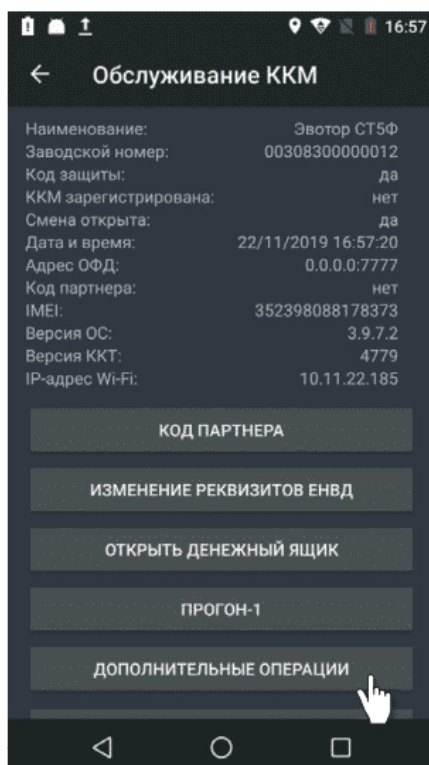 16:57
Обслуживание ККМ
Наименование: Эвотор СТ5Ф
Заводской номер: 00308300000012
Код защиты: да
ККМ зарегистрирована: нет
Смена открыта: да
Дата и время: 22/11/2019 16:57:20
Адрес ОФД: 0.0.0.0:7777
Код партнера: нет
IMEI: 352398088178373
Версия ОС: 3.9.7.2
Версия ККТ: 4779
IP-адрес Wi-Fi: 10.11.22.185
КОД ПАРТНЕРА
ИЗМЕНЕНИЕ РЕКВИЗИТОВ ЕНВД
ОТКРЫТЬ ДЕНЕЖНЫЙ ЯЩИК
ПРОГОН-1
ДОПОЛНИТЕЛЬНЫЕ ОПЕРАЦИИ